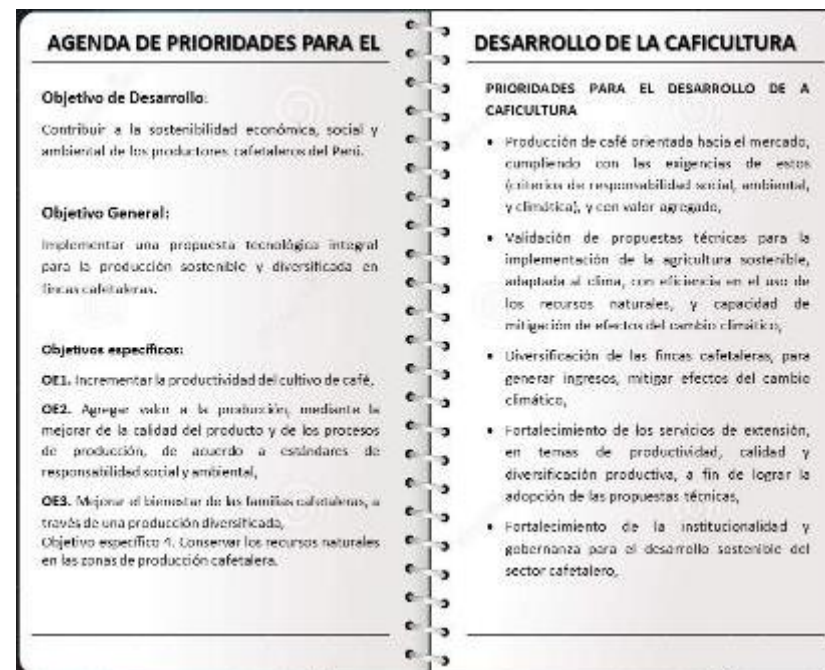 AGENDA DE PRIORIDADES PARA EL
Objetivo de Desarrollo:
Contribuir a la sostenibilidad económica, social y
ambiental de los productores cafetaleros del Perú.
Objetivo General:
Implementar una propuesta tecnológica integral
para la producción sostenible y diversificada en
fincas cafetaleras.
Objetivos específicos:
OE1. Incrementar la productividad del cultivo de café,
OE2. Agregar valor a la producción, mediante la
mejorar de la calidad del producto y de los procesos
de producción, de acuerdo a estándares de
responsabilidad social y ambiental,
OE3. Mejorar el bienestar de las familias cafetaleras, a
través de una producción diversificada,
Objetivo específico 4. Conservar los recursos naturales
en las zonas de producción cafetalera.
DESARROLLO DE LA CAFICULTURA
PRIORIDADES PARA EL DESARROLLO DE A
CAFICULTURA
• Producción de café orientada hacia el mercado,
cumpliendo con las exigencias de estos
(criterios de responsabilidad social, ambiental,
y climática), y con valor agregado,
• Validación de propuestas técnicas para la
implementación de la agricultura sostenible,
adaptada al clima, con eficiencia en el uso de
los recursos naturales, y capacidad de
mitigación de efectos del cambio climático,
• Diversificación de las fincas cafetaleras, para
generar ingresos, mitigar efectos del cambio
climático,
• Fortalecimiento de los servicios de extensión,
en temas de productividad, calidad y
diversificación productiva, a fin de lograr la
adopción de las propuestas técnicas,
• Fortalecimiento de la institucionalidad y
gobernanza para el desarrollo sostenible del
sector cafetalero,